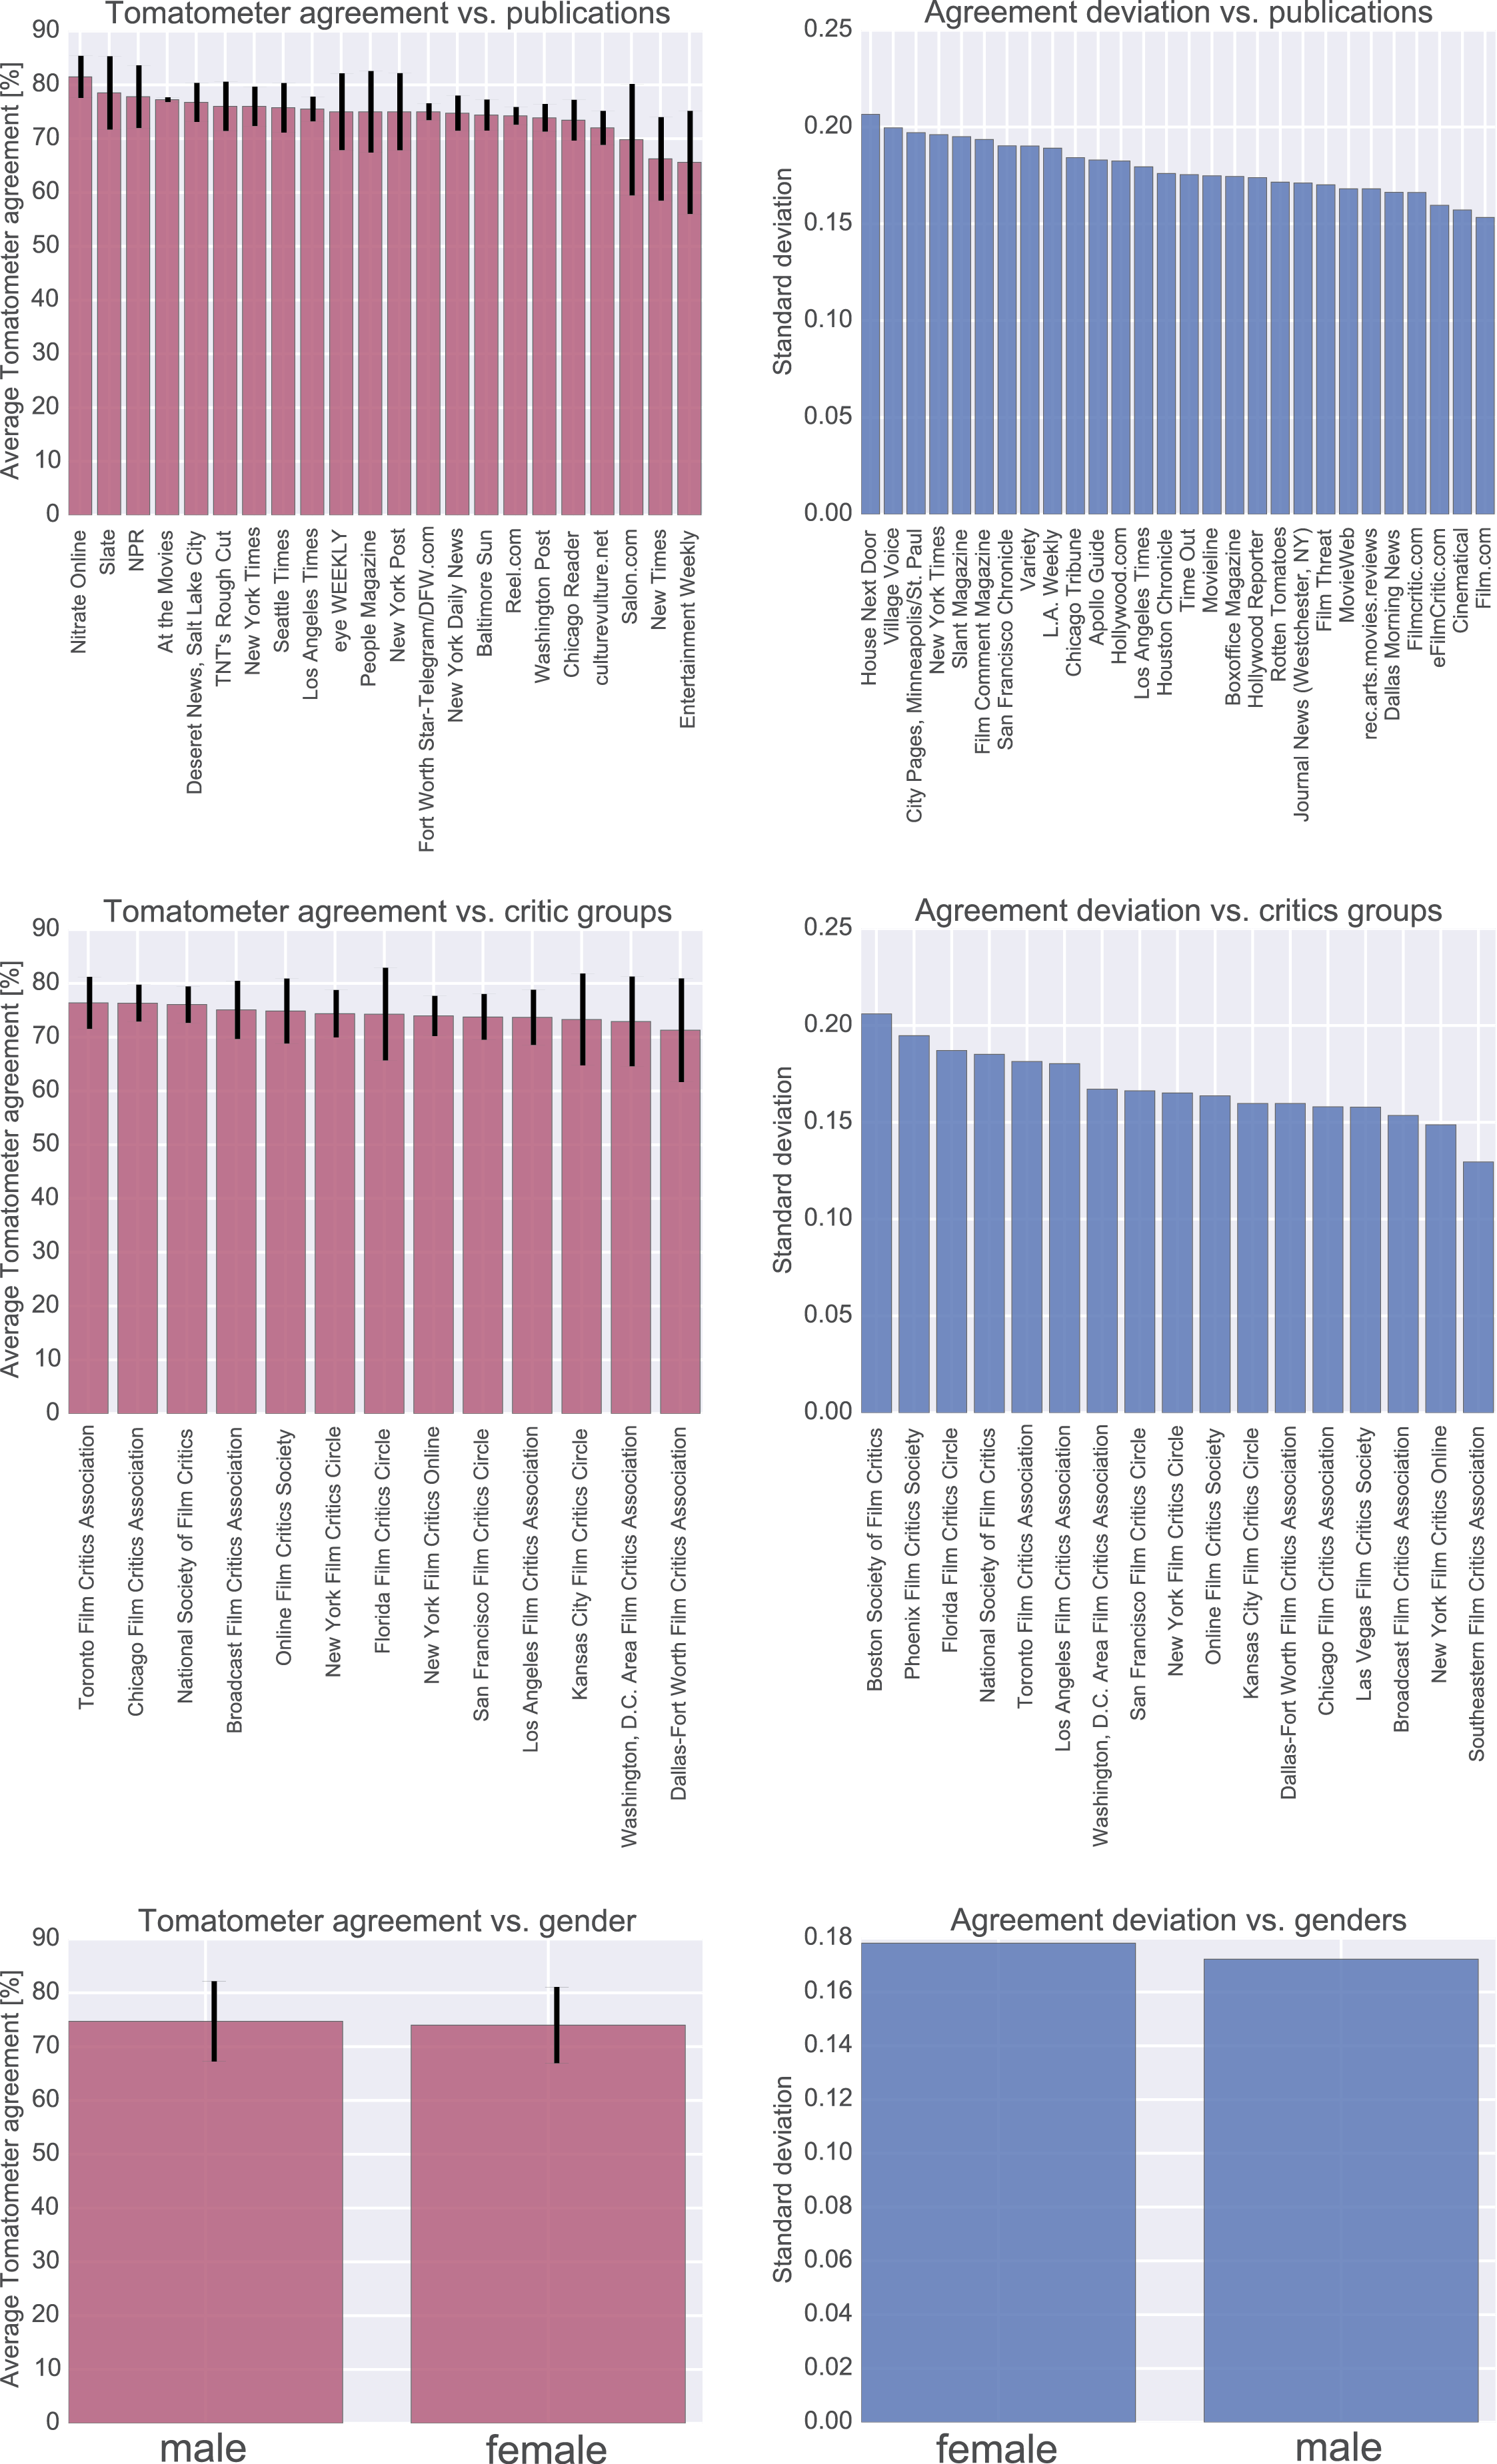 Tomatometer agreement vs. publications
Average Tomatometer agreement [%]
90
80
70
60
50
40
30
20
10
0
Nitrate Online
Slate
NPR
At the Movies
Deseret News, Salt Lake City
TNT's Rough Cut
New York Times
Seattle Times
Los Angeles Times
eye WEEKLY
People Magazine
New York Post
Fort Worth Star-Telegram/DFW.com
New York Daily News
Baltimore Sun
Reel.com
Washington Post
Chicago Reader
culturevulture.net
Salon.com
New Times
Entertainment Weekly
Agreement deviation vs. publications
Standard deviation
0.25
0.20
0.15
0.10
0.05
0.00
House Next Door
Village Voice
City Pages, Minneapolis/St. Paul
New York Times
Slant Magazine
Film Comment Magazine
San Francisco Chronicle
Variety
L.A. Weekly
Chicago Tribune
Apollo Guide
Hollywood.com
Los Angeles Times
Houston Chronicle
Time Out
Movieline
Boxoffice Magazine
Hollywood Reporter
Rotten Tomatoes
Journal News (Westchester, NY)
Film Threat
MovieWeb
rec.arts.movies.reviews
Dallas Morning News
Filmcritic.com
eFilmCritic.com
Cinematical
Film.com
Tomatometer agreement vs. critic groups
Average Tomatometer agreement [%]
90
80
70
60
50
40
30
20
10
0
Toronto Film Critics Association
Chicago Film Critics Association
National Society of Film Critics
Broadcast Film Critics Association
Online Film Critics Society
New York Film Critics Circle
Florida Film Critics Circle
New York Film Critics Online
San Francisco Film Critics Circle
Los Angeles Film Critics Association
Kansas City Film Critics Circle
Washington, D.C. Area Film Critics Association
Dallas-Fort Worth Film Critics Association
Agreement deviation vs. critics groups
Standard deviation
0.25
0.20
0.15
0.10
0.05
0.00
Boston Society of Film Critics
Phoenix Film Critics Society
Florida Film Critics Circle
National Society of Film Critics
Toronto Film Critics Association
Los Angeles Film Critics Association
Washington, D.C. Area Film Critics Association
San Francisco Film Critics Circle
New York Film Critics Circle
Online Film Critics Society
Kansas City Film Critics Circle
Dallas-Fort Worth Film Critics Association
Chicago Film Critics Association
Las Vegas Film Critics Society
Broadcast Film Critics Association
New York Film Critics Online
Southeastern Film Critics Association
Tomatometer agreement vs. gender
Average Tomatometer agreement [%]
90
80
70
60
50
40
30
20
10
0
male
female
Agreement deviation vs. genders
Standard deviation
0.18
0.16
0.14
0.12
0.10
0.08
0.06
0.04
0.02
0.00
female
male